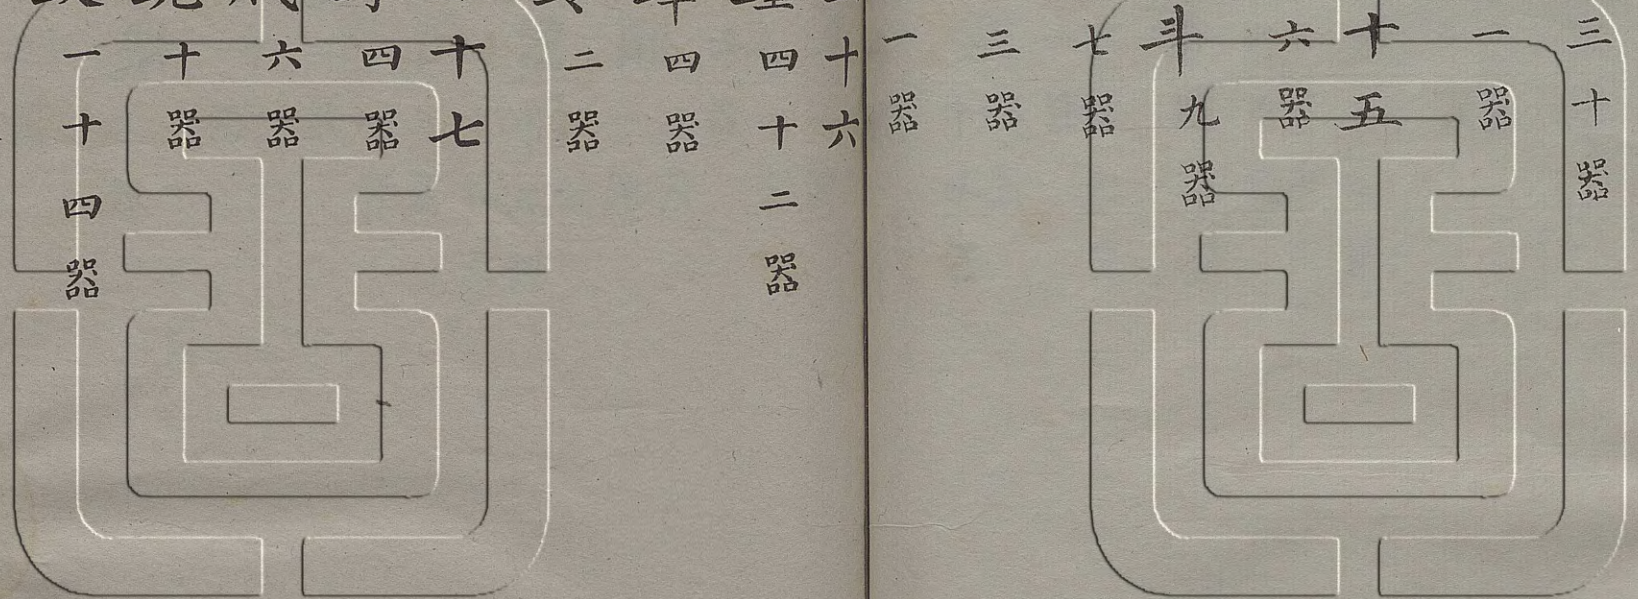 三十器
一器
十五
六器
斗九器
七器
三器
一器
十六
四十二器
四器
二器
十七
四器
六器
十器
一十四器